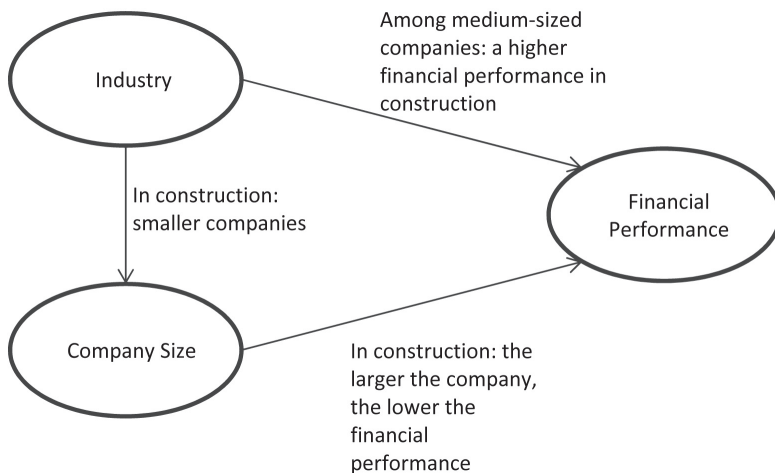 Among medium-sized
companies: a higher
financial performance in
construction
Industry
In construction:
smaller companies
Financial
Performance
Company Size
In construction: the
larger the company,
the lower the
financial
performance